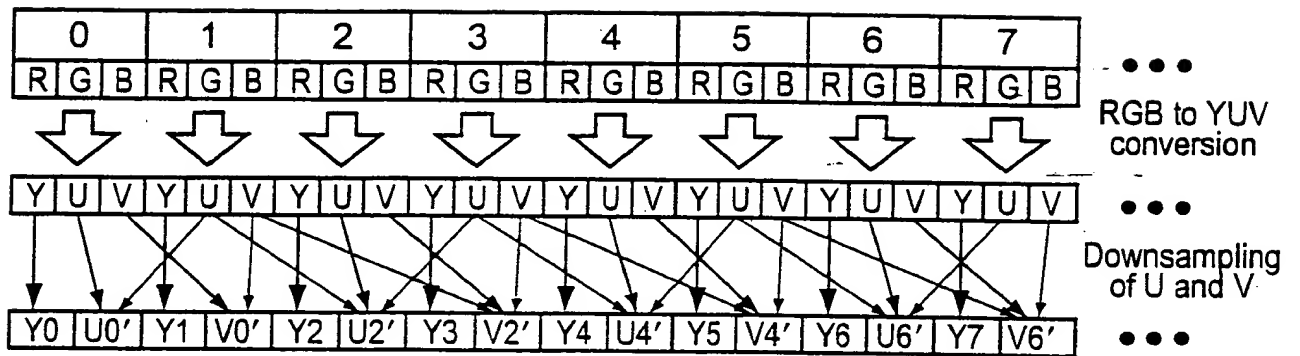 0 1 2 3 4 5 6 7
R G B R G B R G B R G B R G B R G B R G B R G B
RGB to YUV
conversion
Y U V Y U V Y U V Y U V Y U V Y U V Y U V Y U V
Downsampling
of U and V
Y0 U0′ Y1 V0′ Y2 U2′ Y3 V2′ Y4 U4′ Y5 V4′ Y6 U6′ Y7 V6′